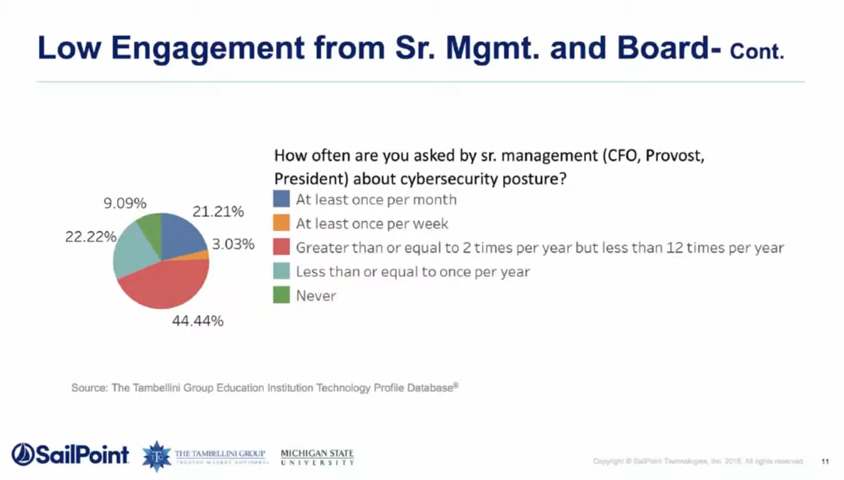 Low Engagement from Sr. Mgmt. and Board- Cont.
How often are you asked by sr. management (CFO, Provost,
President) about cybersecurity posture?
At least once per month
At least once per week
Greater than or equal to 2 times per year but less than 12 times per year
Less than or equal to once per year
Never
9.09%
21.21%
22.22%
3.03%
44.44%
Source: The Tambellini Group Education Institution Technology Profile Database®
SailPoint
THE TAMBELLINI GROUP
TRUSTED MARKET ADVISORS
MICHIGAN STATE
UNIVERSITY
Copyright © SailPoint Technologies, Inc. 2018. All rights reserved.
11